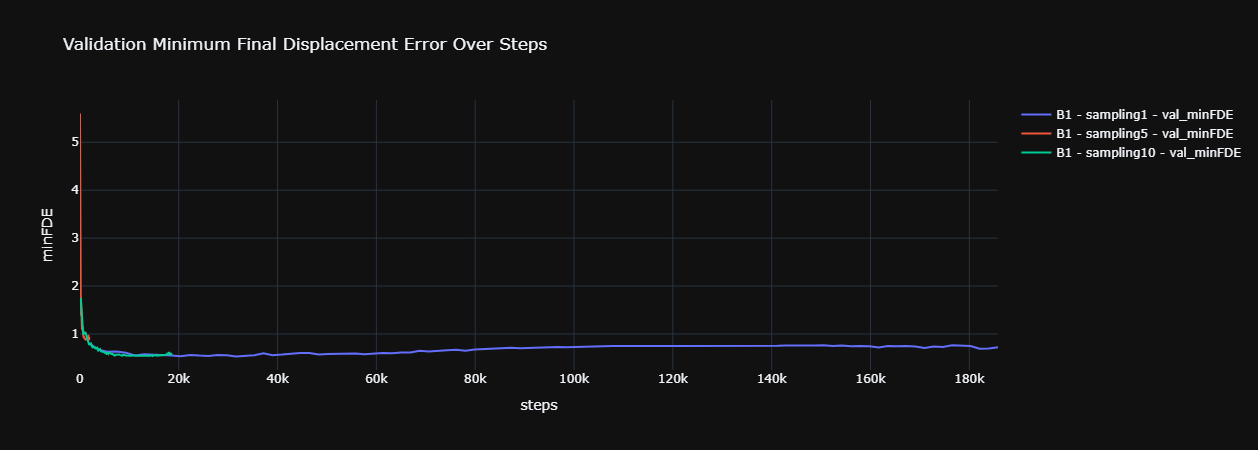 Validation Minimum Final Displacement Error Over Steps
B1 - sampling1 - val_minFDE
B1 - sampling5 - val_minFDE
B1 - sampling10 - val_minFDE
minFDE
5
4
3
2
1
0 20k 40k 60k 80k 100k 120k 140k 160k 180k
steps